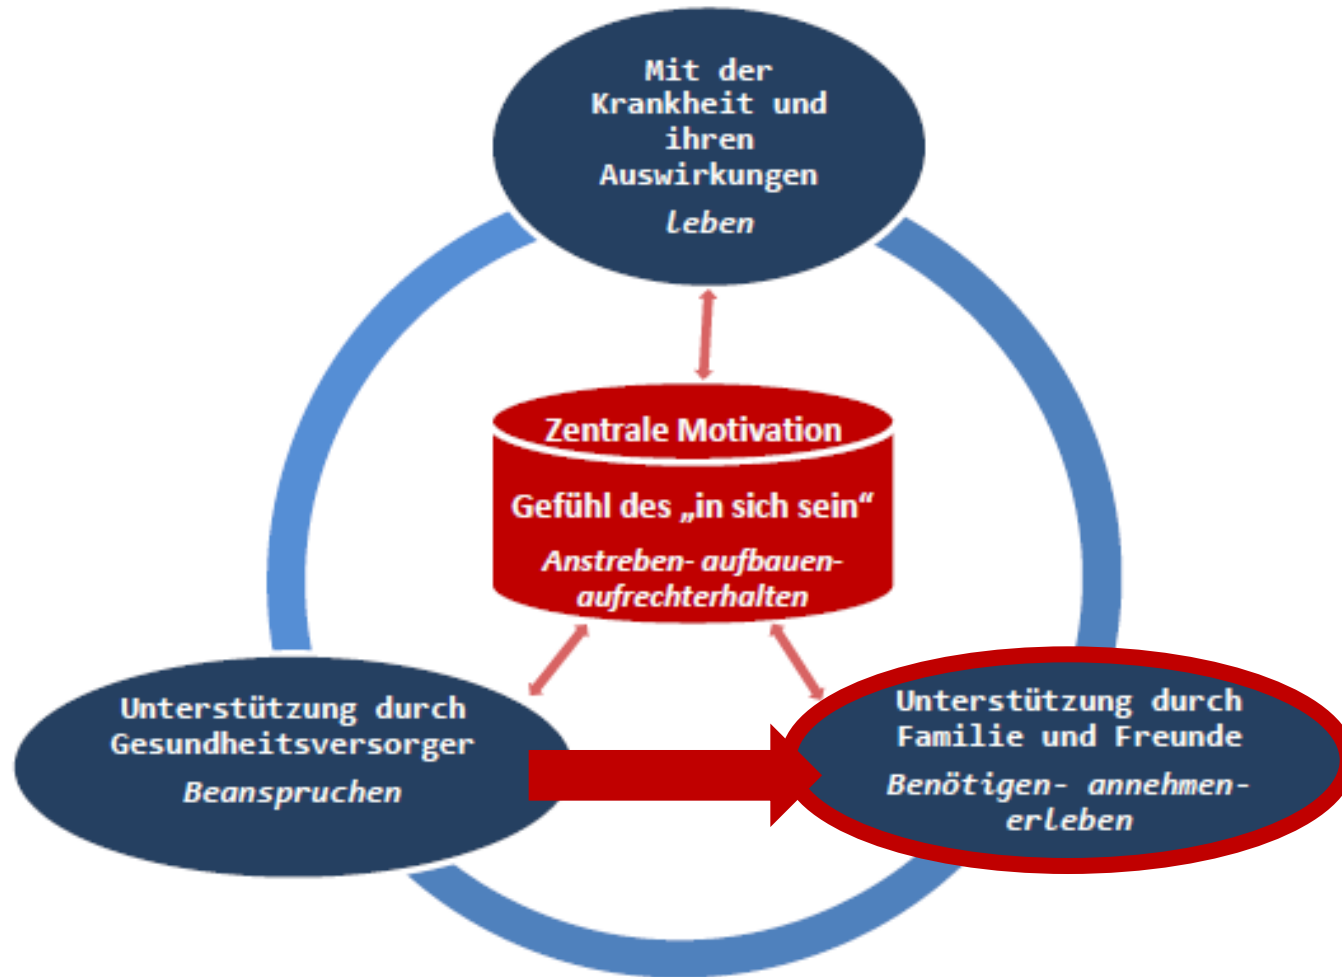 Mit der
Krankheit und
ihren
Auswirkungen
leben
Zentrale Motivation
Gefühl des „in sich sein“
Anstreben- aufbauen-
aufrechterhalten
Unterstützung durch
Gesundheitsversorger
Beanspruchen
Unterstützung durch
Familie und Freunde
Benötigen- annehmen-
erleben